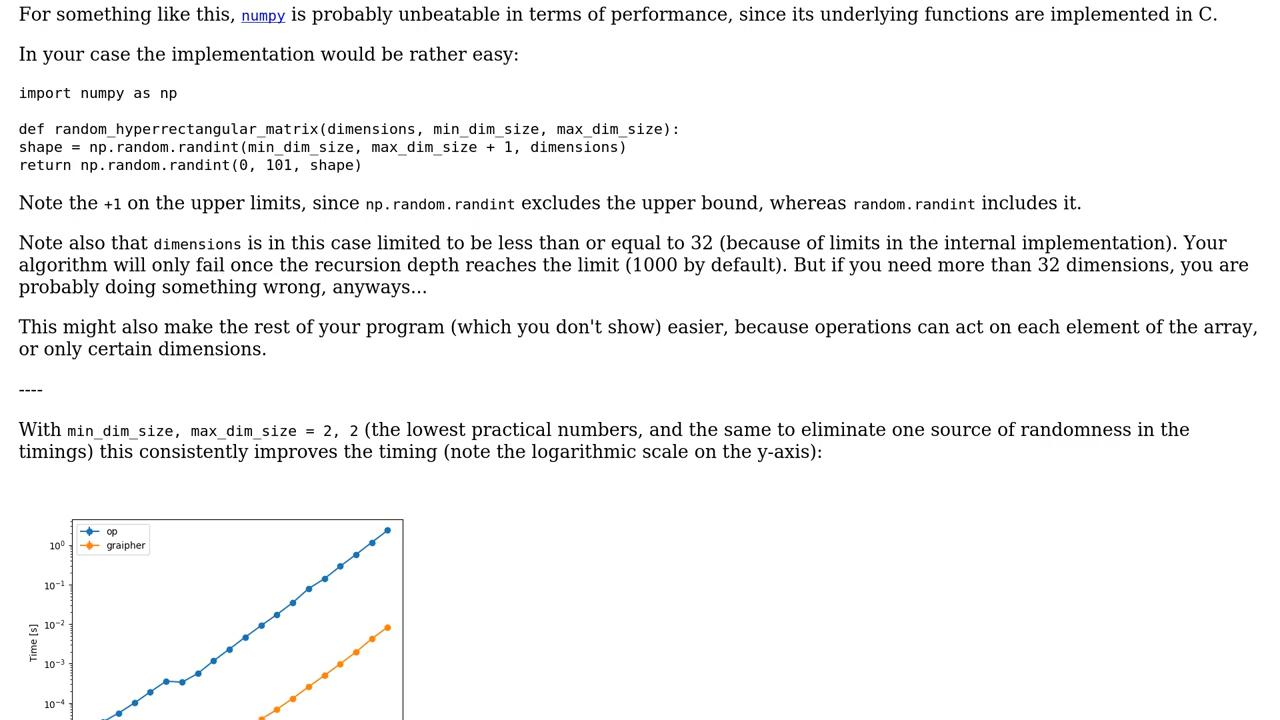 For something like this, numpy is probably unbeatable in terms of performance, since its underlying functions are implemented in C.
In your case the implementation would be rather easy:
import numpy as np
def random_hyperrectangular_matrix(dimensions, min_dim_size, max_dim_size):
shape = np.random.randint(min_dim_size, max_dim_size + 1, dimensions)
return np.random.randint(0, 101, shape)
Note the +1 on the upper limits, since np.random.randint excludes the upper bound, whereas random.randint includes it.
Note also that dimensions is in this case limited to be less than or equal to 32 (because of limits in the internal implementation). Your
algorithm will only fail once the recursion depth reaches the limit (1000 by default). But if you need more than 32 dimensions, you are
probably doing something wrong, anyways...
This might also make the rest of your program (which you don't show) easier, because operations can act on each element of the array,
or only certain dimensions.
----
With min_dim_size, max_dim_size = 2, 2 (the lowest practical numbers, and the same to eliminate one source of randomness in the
timings) this consistently improves the timing (note the logarithmic scale on the y-axis):
op
graipher
10⁰
10⁻¹
10⁻²
Time [s]
10⁻³
10⁻⁴